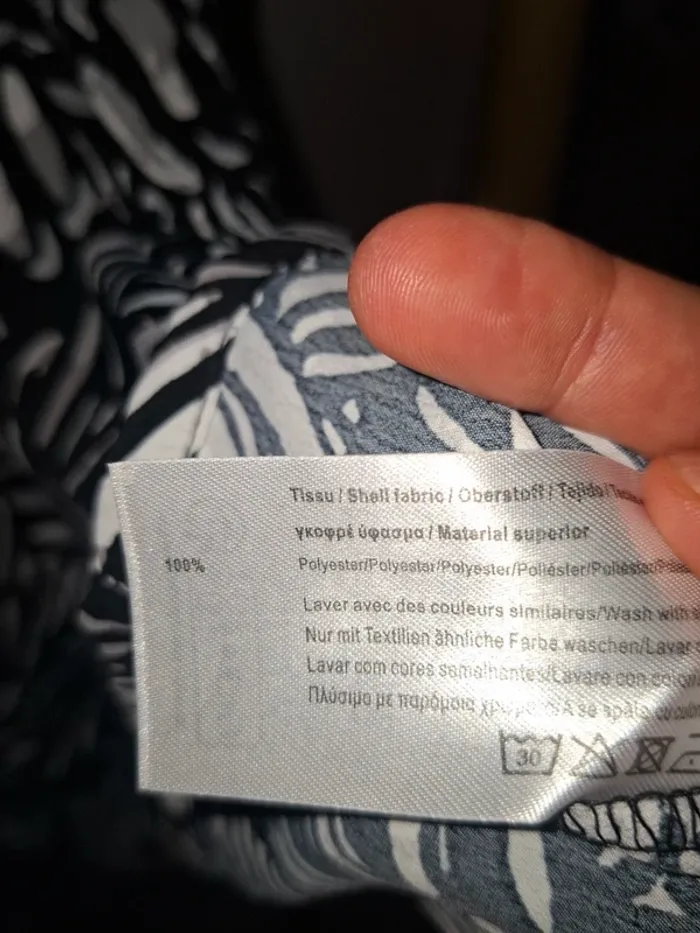 Tissu / Shell fabric / Oberstoff / Tejido /
γκοφρέ ύφασμα / Material superior
100% Polyester/Polyester/Polyester/Poliéster/Poliéster/
Laver avec des couleurs similaires/Wash with
Nur mit Textilien ähnliche Farbe waschen/Lavar
Lavar com cores semalhantes/Lavare con
Πλύσιμο με παρόμοια A se
30